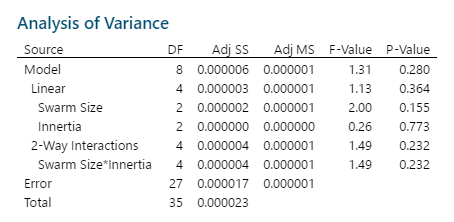 Analysis of Variance
Source DF Adj SS Adj MS F-Value P-Value
Model 8 0.000006 0.000001 1.31 0.280
Linear 4 0.000003 0.000001 1.13 0.364
Swarm Size 2 0.000002 0.000001 2.00 0.155
Innertia 2 0.000000 0.000000 0.26 0.773
2-Way Interactions 4 0.000004 0.000001 1.49 0.232
Swarm Size*Innertia 4 0.000004 0.000001 1.49 0.232
Error 27 0.000017 0.000001
Total 35 0.000023